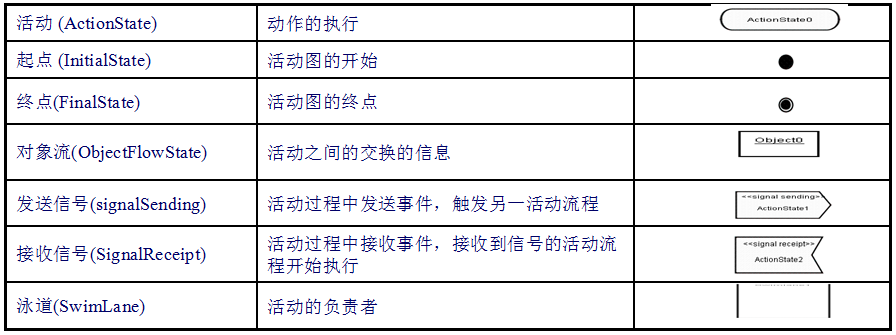 活动 (ActionState)
动作的执行
ActionState0
起点 (InitialState)
活动图的开始
终点(FinalState)
活动图的终点
对象流(ObjectFlowState)
活动之间的交换的信息
Object0
发送信号(signalSending)
活动过程中发送事件，触发另一活动流程
<<signal sending>
ActionState1
接收信号(SignalReceipt)
活动过程中接收事件，接收到信号的活动流
程开始执行
<<signal receipt>>
ActionState2
泳道(SwimLane)
活动的负责者